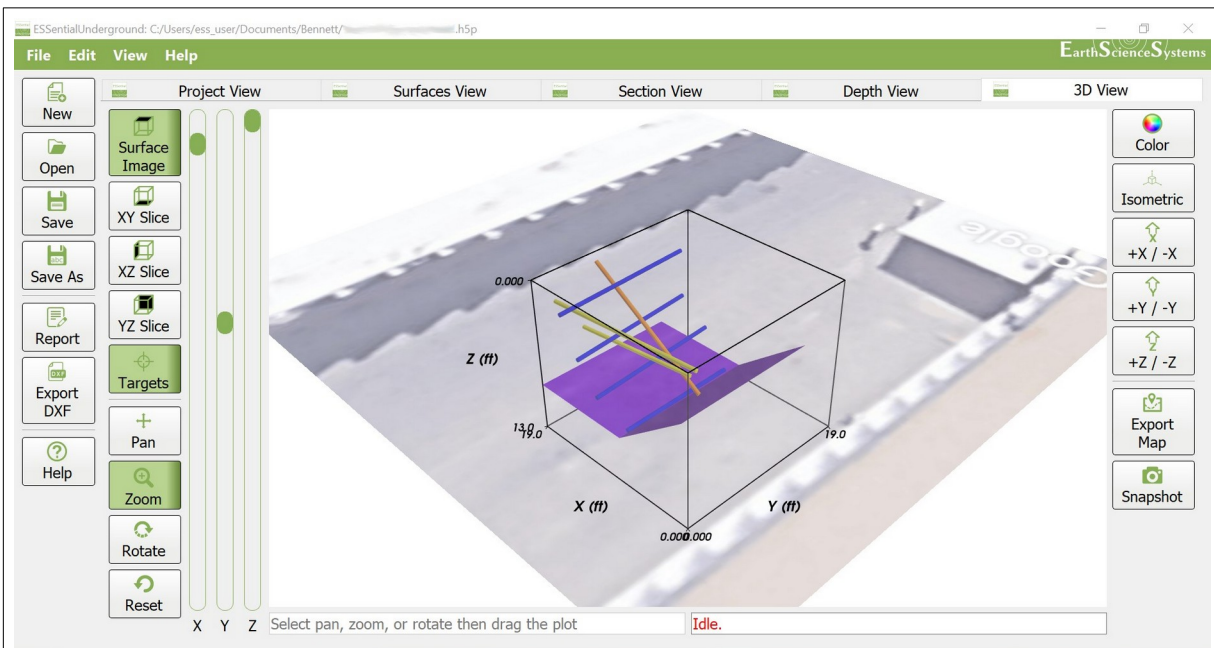 ESSentialUnderground: C:/Users/ess_user/Documents/Bennett/ .h5p
File Edit View Help
EarthScienceSystems
Project View
Surfaces View
Section View
Depth View
3D View
New
Open
Save
Save As
Report
Export
DXF
Help
Surface
Image
XY Slice
XZ Slice
YZ Slice
Targets
Pan
Zoom
Rotate
Reset
X Y Z
0.000
Z (ft)
13.0
19.0
X (ft)
0.000
0.000
Y (ft)
19.0
Google
Select pan, zoom, or rotate then drag the plot
Idle.
Color
Isometric
X
+X / -X
Y
+Y / -Y
Z
+Z / -Z
Export
Map
Snapshot